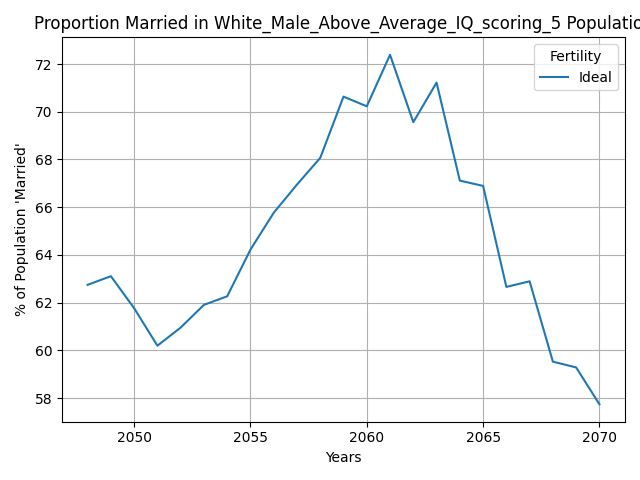 Proportion Married in White_Male_Above_Average_IQ_scoring_5 Populatio
Fertility
Ideal
% of Population 'Married'
72
70
68
66
64
62
60
58
2050
2055
2060
2065
2070
Years